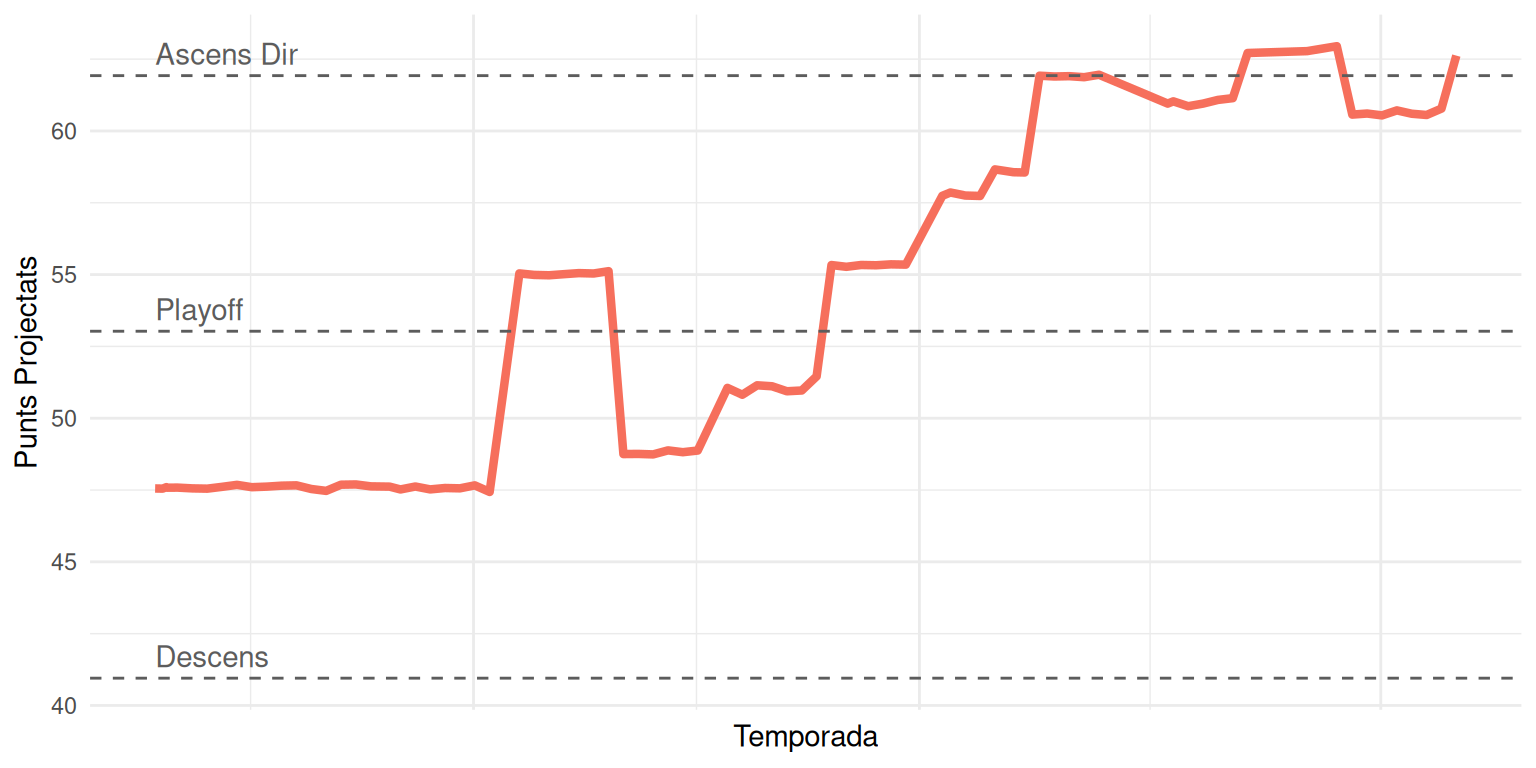 Ascens Dir
60
55
Playoff
50
45
Descens
40
Punts Projectats
Temporada